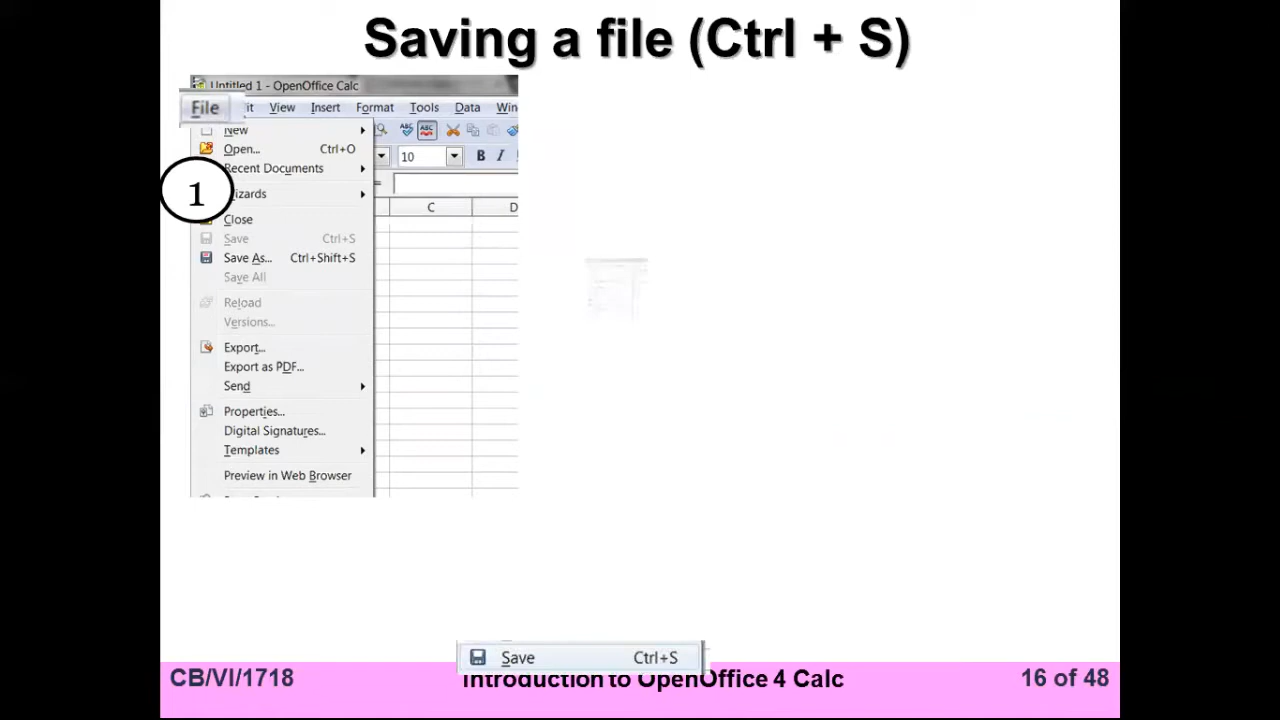 Saving a file (Ctrl + S)
Untitled 1 - OpenOffice Calc
File it View Insert Format Tools Data Win
New
Open... Ctrl+O
10 B I
Recent Documents
1
izards
C D
Close
Save Ctrl+S
Save As... Ctrl+Shift+S
Save All
Reload
Versions...
Export...
Export as PDF...
Send
Properties...
Digital Signatures...
Templates
Preview in Web Browser
Save Ctrl+S
CB/VI/1718 Introduction to OpenOffice 4 Calc 16 of 48